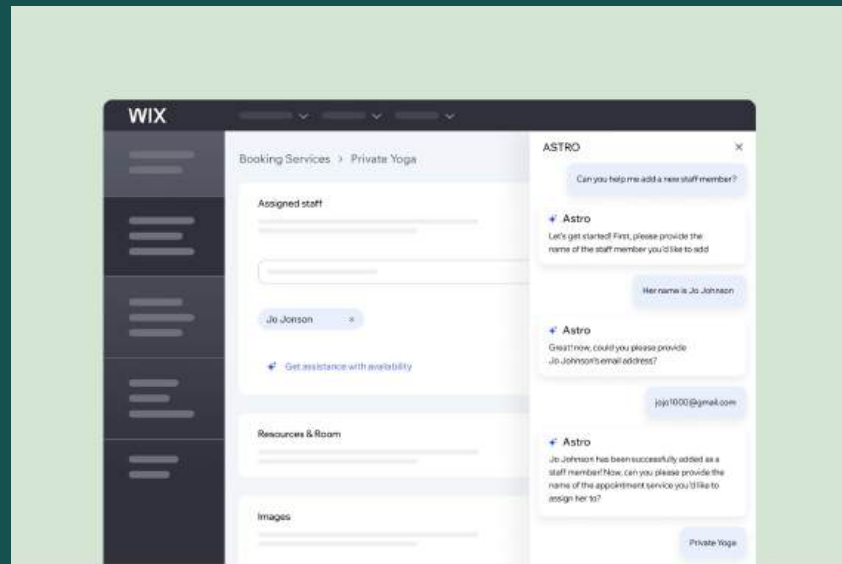 WIX
Booking Services > Private Yoga
Assigned staff
Jo Jonson ×
Get assistance with availability
Resources & Room
Images
ASTRO ×
Can you help me add a new staff member?
Astro
Let's get started! First, please provide the
name of the staff member you'd like to add
Her name is Jo Johnson
Astro
Great! now, could you please provide
Jo Johnson's email address?
jojo1000@gmail.com
Astro
Jo Johnson has been successfully added as a
staff member! Now, can you please provide the
name of the appointment service you'd like to
assign her to?
Private Yoga